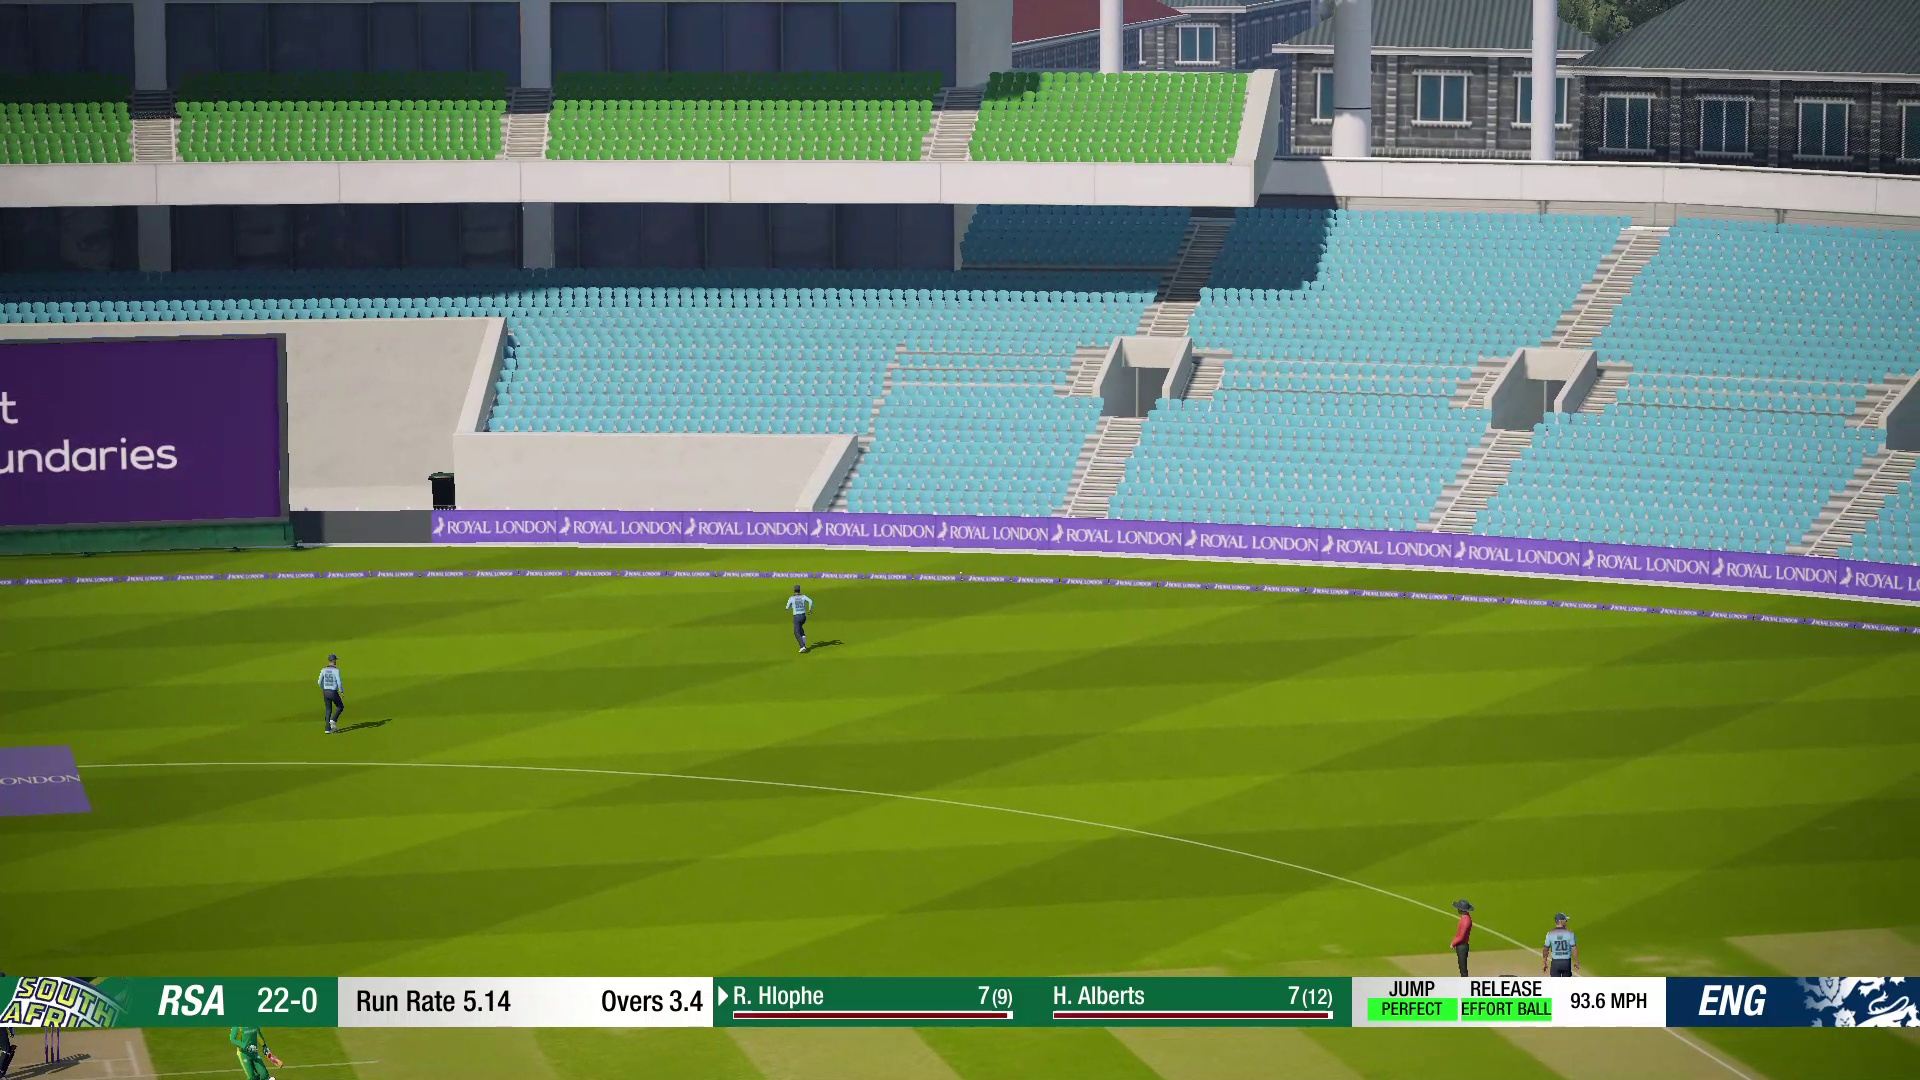 t
undaries
ROYAL LONDON ROYAL LONDON ROYAL LONDON ROYAL LONDON ROYAL LONDON ROYAL LONDON ROYAL LONDON ROYAL LONDON ROYAL LONDON ROYAL LONDON ROYAL LONDON ROYAL L
55
ONDON
20
SOUTH AFRI
RSA 22-0 Run Rate 5.14 Overs 3.4 R. Hlophe 7 (9) H. Alberts 7 (12) JUMP PERFECT RELEASE EFFORT BALL 93.6 MPH ENG